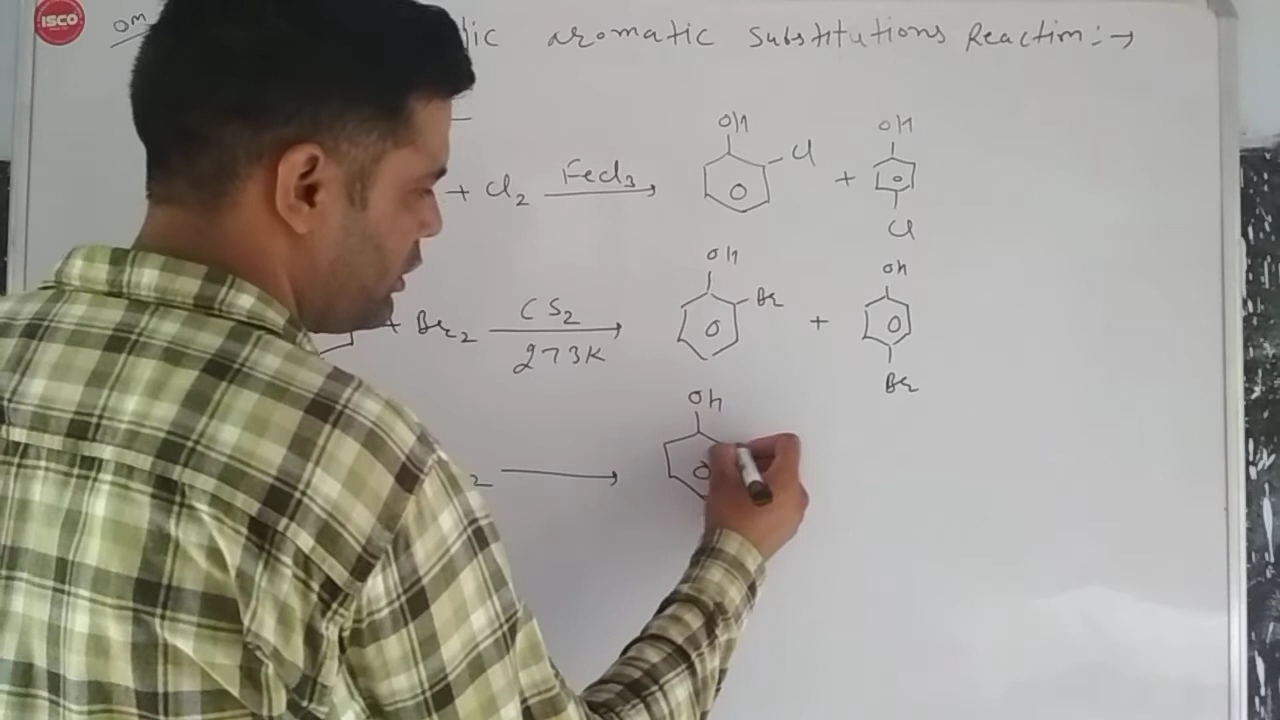 ISCO
om aromatic Substitutions Reaction:→
OH OH
+ Cl2 FeCl3 → Cl +
Cl
OH OH
+ Br2 CS2 → Br +
273K
Br
OH
2 →